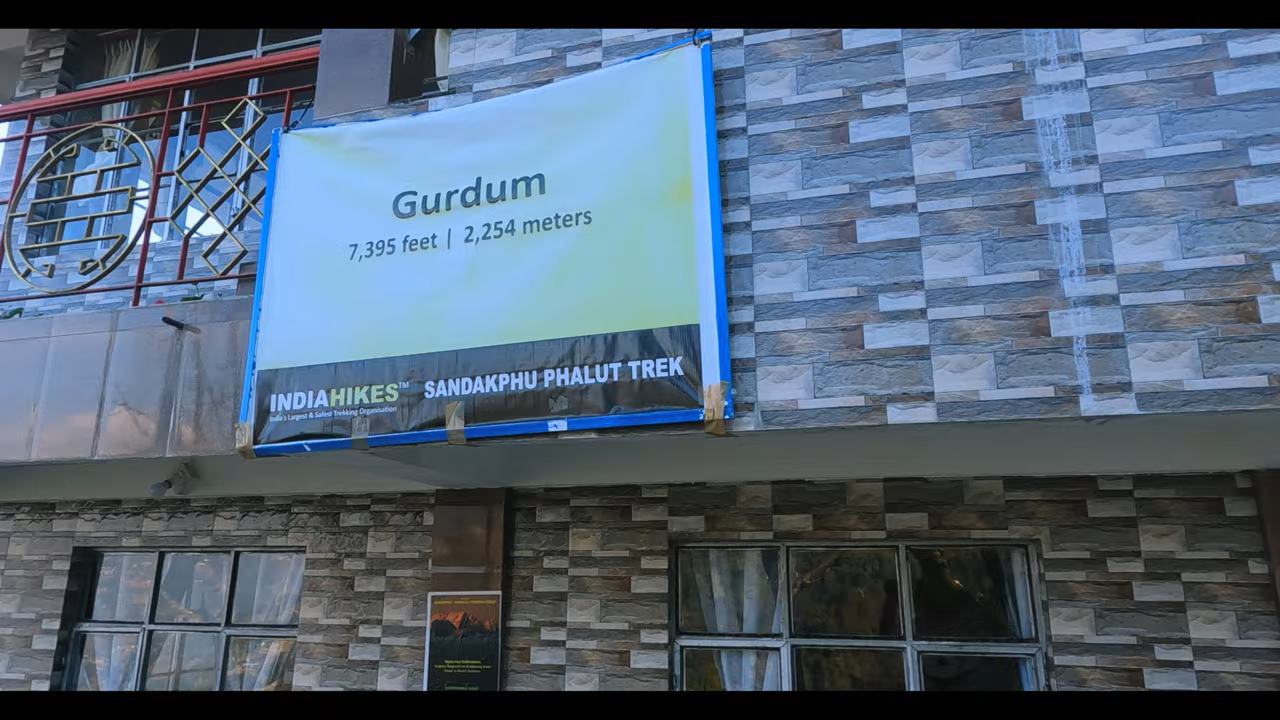 Gurdum
7,395 feet | 2,254 meters
INDIAHIKES™ SANDAKPHU PHALUT TREK
India's Largest & Safest Trekking Organisation